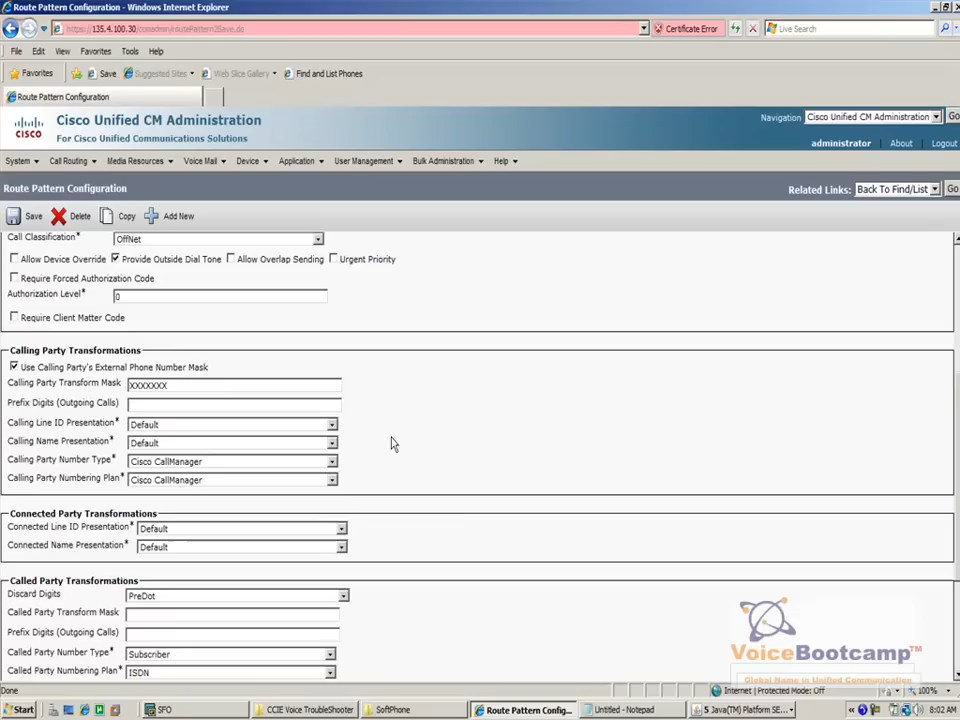 Route Pattern Configuration - Windows Internet Explorer
https://135.4.100.30/ccmadmin/routePattern2Save.do
Certificate Error
Live Search
File Edit View Favorites Tools Help
Favorites Save Suggested Sites Web Slice Gallery Find and List Phones
Route Pattern Configuration
CISCO
Cisco Unified CM Administration
For Cisco Unified Communications Solutions
Navigation Cisco Unified CM Administration Go
administrator About Logout
System Call Routing Media Resources Voice Mail Device Application User Management Bulk Administration Help
Route Pattern Configuration
Related Links: Back To Find/List Go
Save Delete Copy Add New
Call Classification* OffNet
Allow Device Override Provide Outside Dial Tone Allow Overlap Sending Urgent Priority
Require Forced Authorization Code
Authorization Level* 0
Require Client Matter Code
Calling Party Transformations
Use Calling Party's External Phone Number Mask
Calling Party Transform Mask XXXXXXX
Prefix Digits (Outgoing Calls)
Calling Line ID Presentation* Default
Calling Name Presentation* Default
Calling Party Number Type* Cisco CallManager
Calling Party Numbering Plan* Cisco CallManager
Connected Party Transformations
Connected Line ID Presentation* Default
Connected Name Presentation* Default
Called Party Transformations
Discard Digits PreDot
Called Party Transform Mask
Prefix Digits (Outgoing Calls)
Called Party Number Type* Subscriber
Called Party Numbering Plan* ISDN
VoiceBootcamp™
Global Name in Unified Communication
Done
Internet | Protected Mode: Off
100%
Start SFO CCIE Voice TroubleShooter SoftPhone Route Pattern Config... Untitled - Notepad 5 Java(TM) Platform SE... 8:02 AM